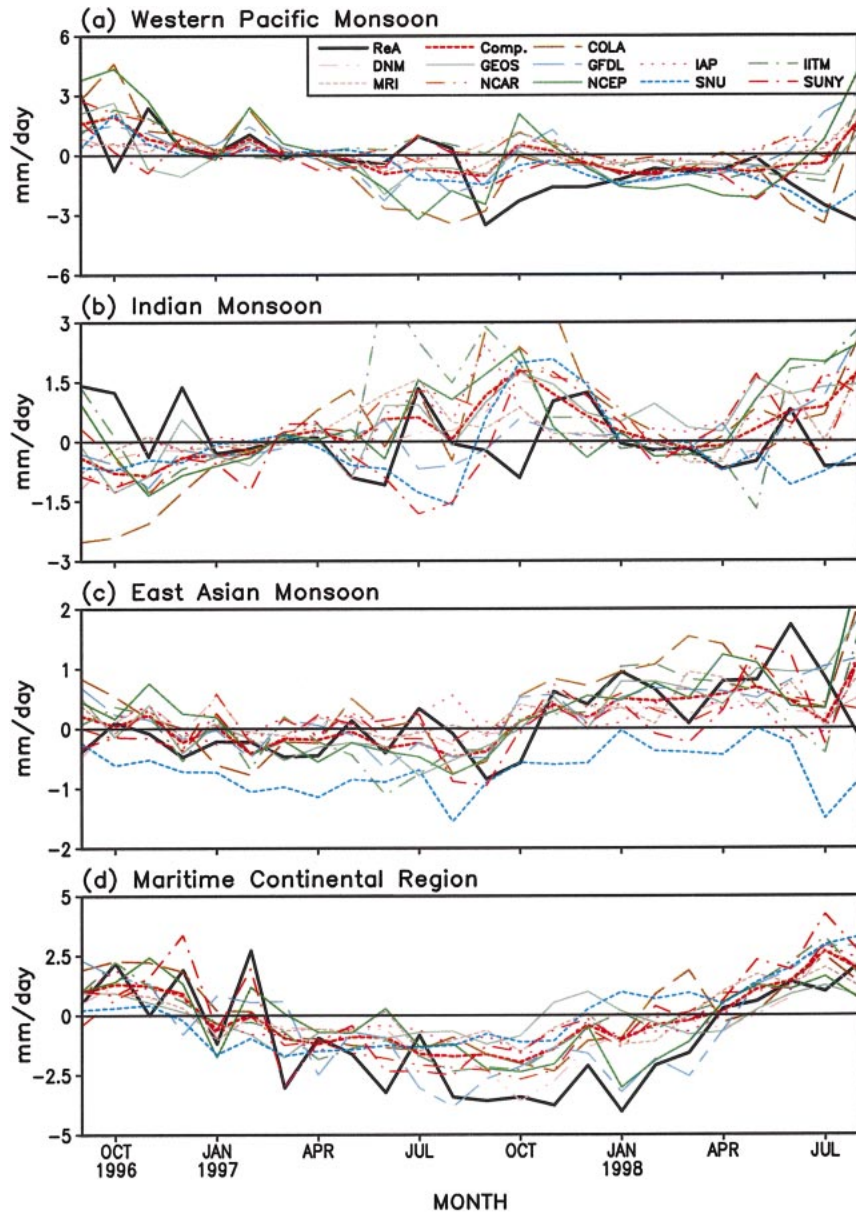 (a) Western Pacific Monsoon
6
3
0
−3
−6
mm/day
ReA Comp. COLA
DNM GEOS GFDL IAP IITM
MRI NCAR NCEP SNU SUNY
(b) Indian Monsoon
3
1.5
0
−1.5
−3
mm/day
(c) East Asian Monsoon
2
1
0
−1
−2
mm/day
(d) Maritime Continental Region
5
2.5
0
−2.5
−5
mm/day
OCT JAN APR JUL OCT JAN APR JUL
1996 1997 1998
MONTH